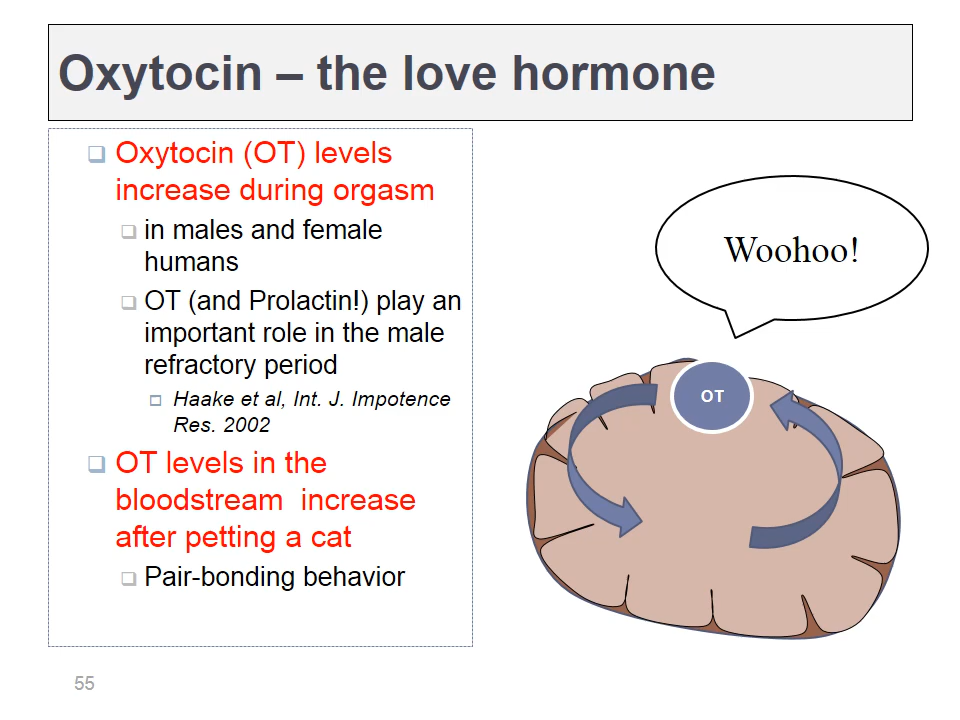 Oxytocin – the love hormone
Oxytocin (OT) levels
increase during orgasm
in males and female
humans
OT (and Prolactin!) play an
important role in the male
refractory period
Haake et al, Int. J. Impotence
Res. 2002
OT levels in the
bloodstream  increase
after petting a cat
Pair-bonding behavior
Woohoo!
OT
55